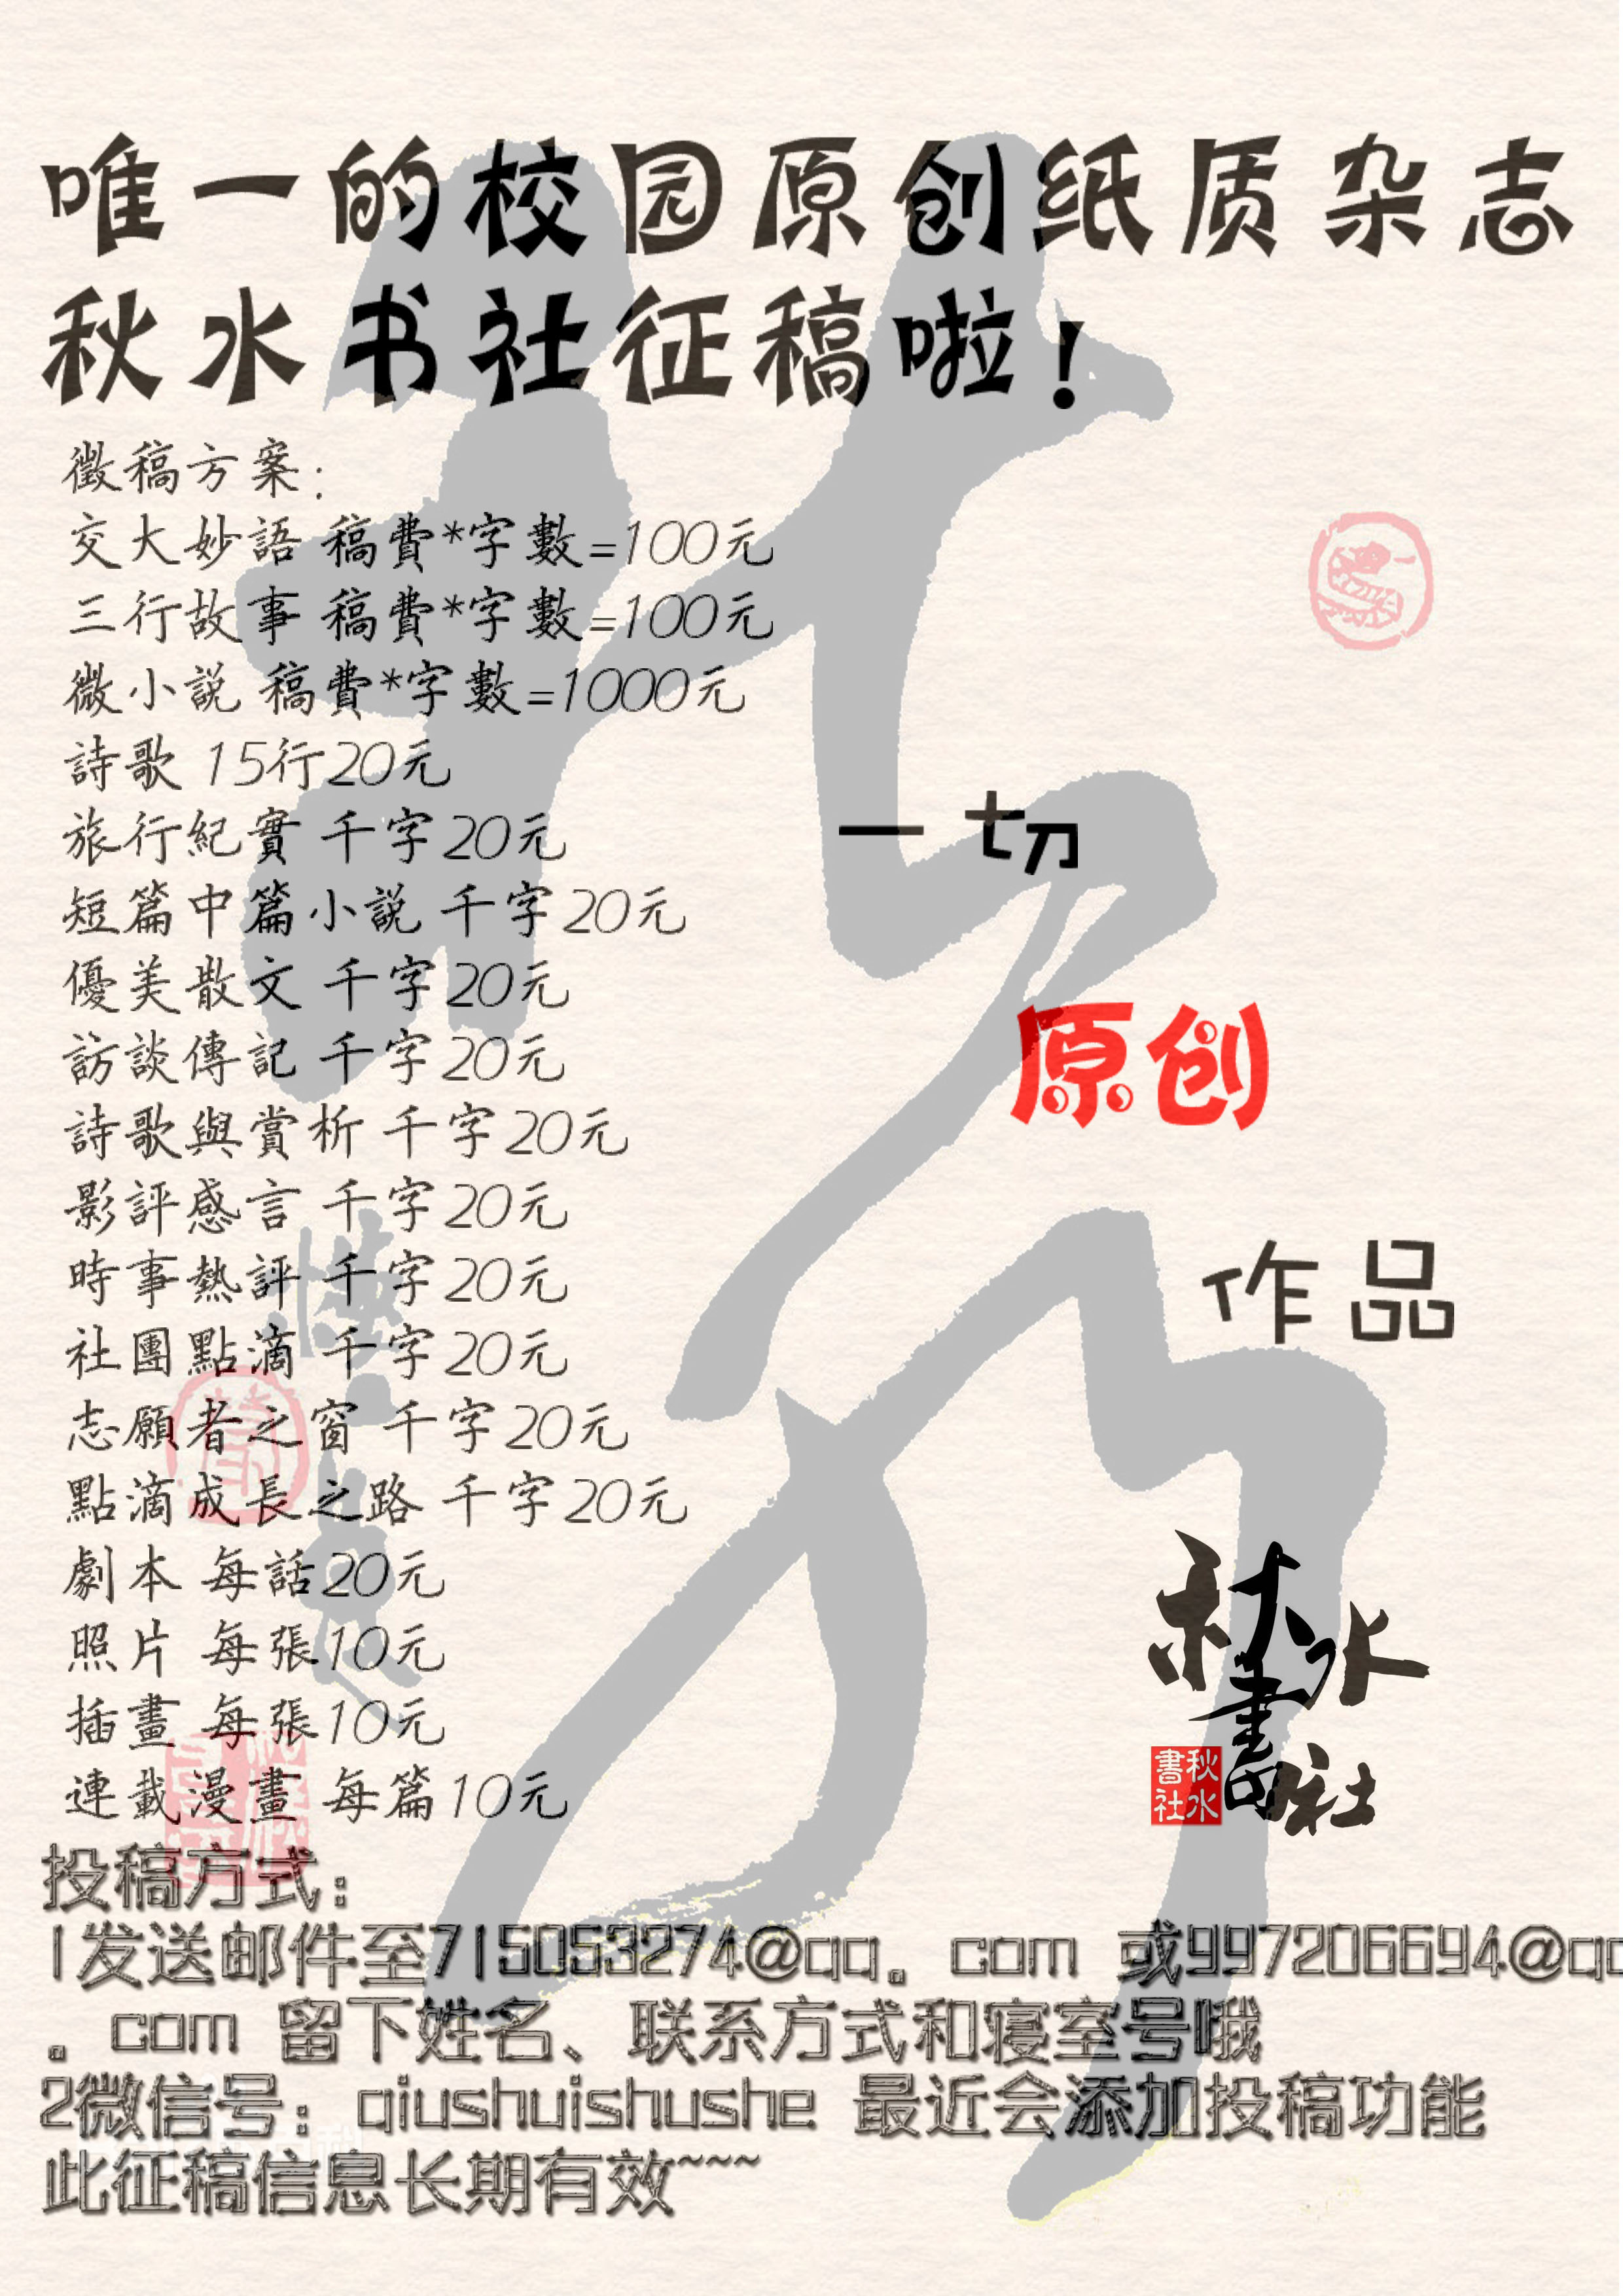 唯一的校园原创纸质杂志
秋水书社征稿啦！
徵稿方案：
交大妙語 稿費*字數=100元
三行故事 稿費*字數=100元
微小説 稿費*字數=1000元
詩歌 15行20元
旅行紀實 千字20元
短篇中篇小説 千字20元
優美散文 千字20元
訪談傳記 千字20元
詩歌與賞析 千字20元
影評感言 千字20元
時事熱評 千字20元
社團點滴 千字20元
志願者之窗 千字20元
點滴成長之路 千字20元
劇本 每話20元
照片 每張10元
插畫 每張10元
連載漫畫 每篇10元
一切
原创
作品
秋水
書社
秋水
書社
投稿方式：
1发送邮件至715053274@qq。com 或997206694@qq
。com 留下姓名、联系方式和寝室号哦
2微信号：qiushuishushe 最近会添加投稿功能
此征稿信息长期有效~~~